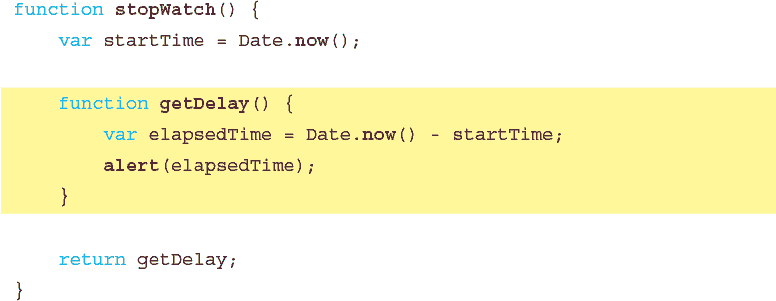 function stopWatch() {
    var startTime = Date.now();

    function getDelay() {
        var elapsedTime = Date.now() - startTime;
        alert(elapsedTime);
    }

    return getDelay;
}